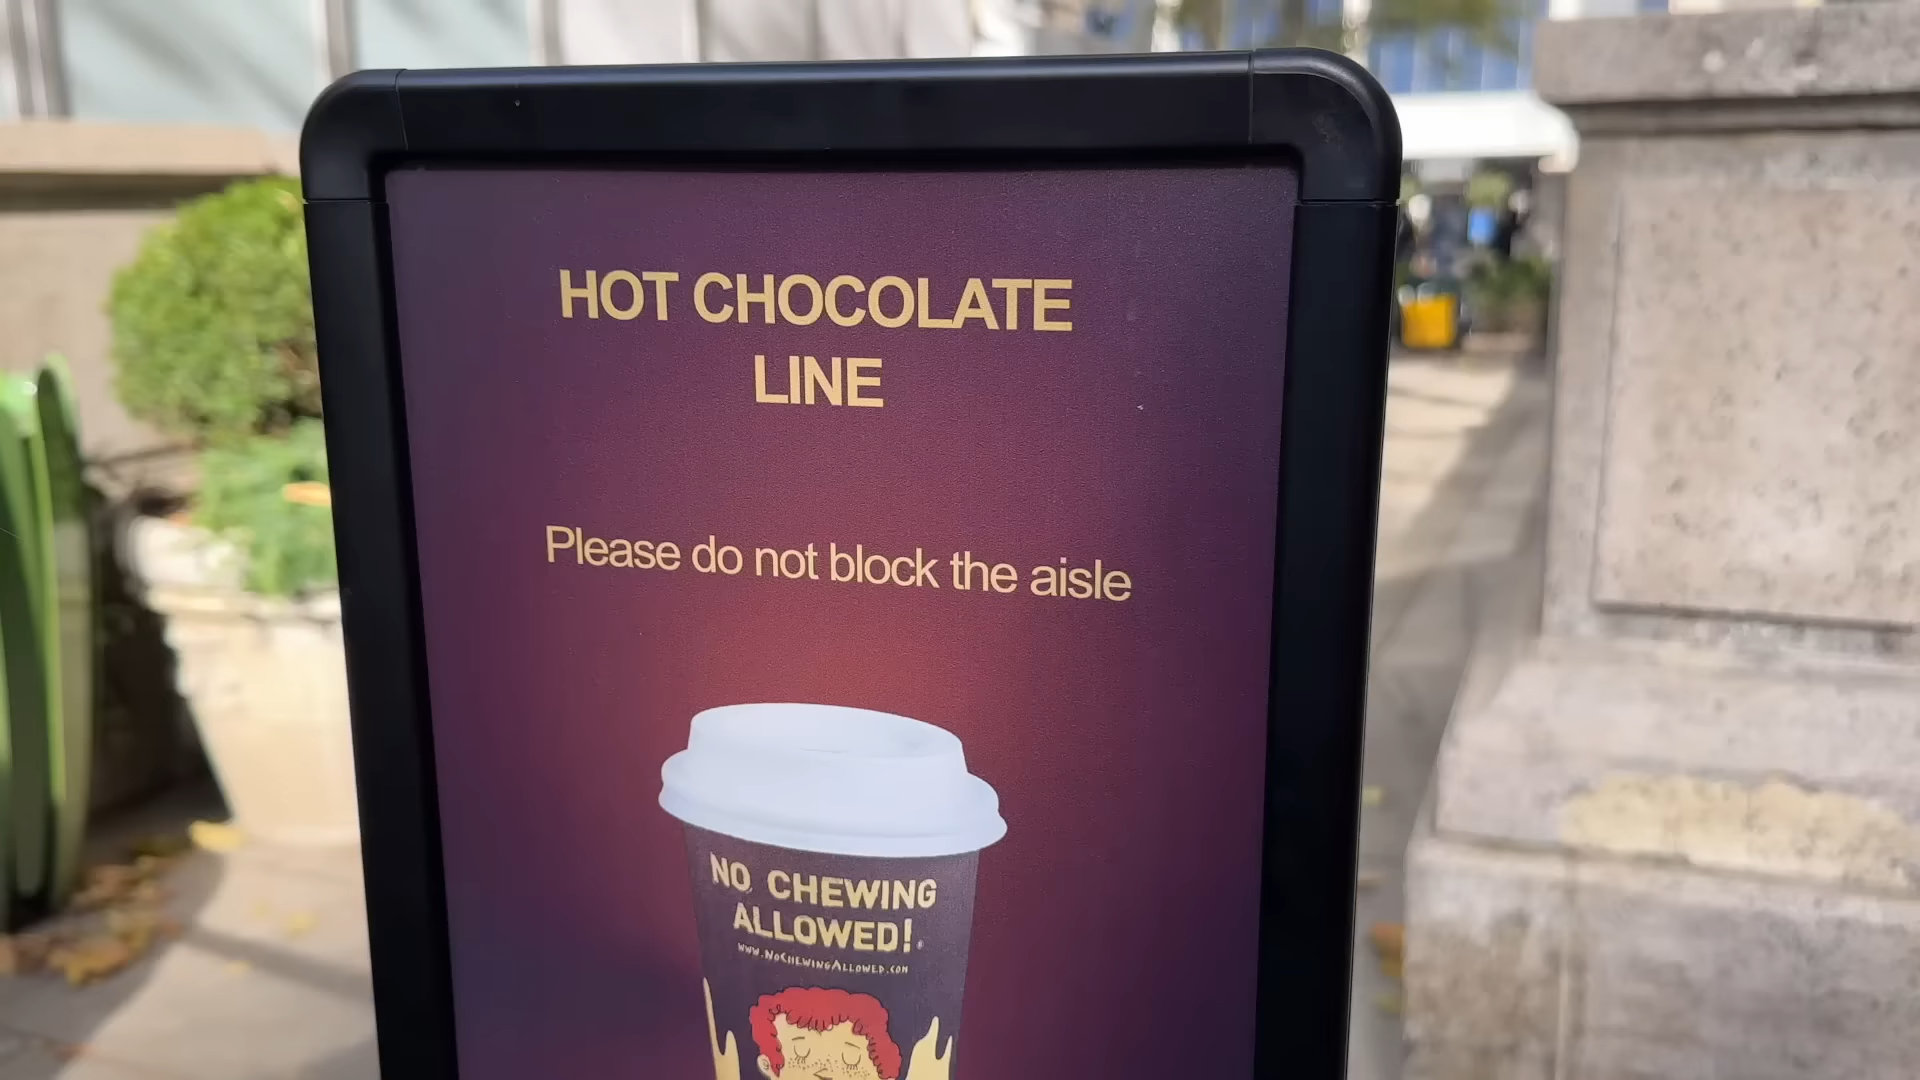 HOT CHOCOLATE
LINE
Please do not block the aisle
NO CHEWING
ALLOWED!
www.NoChewingAllowed.com